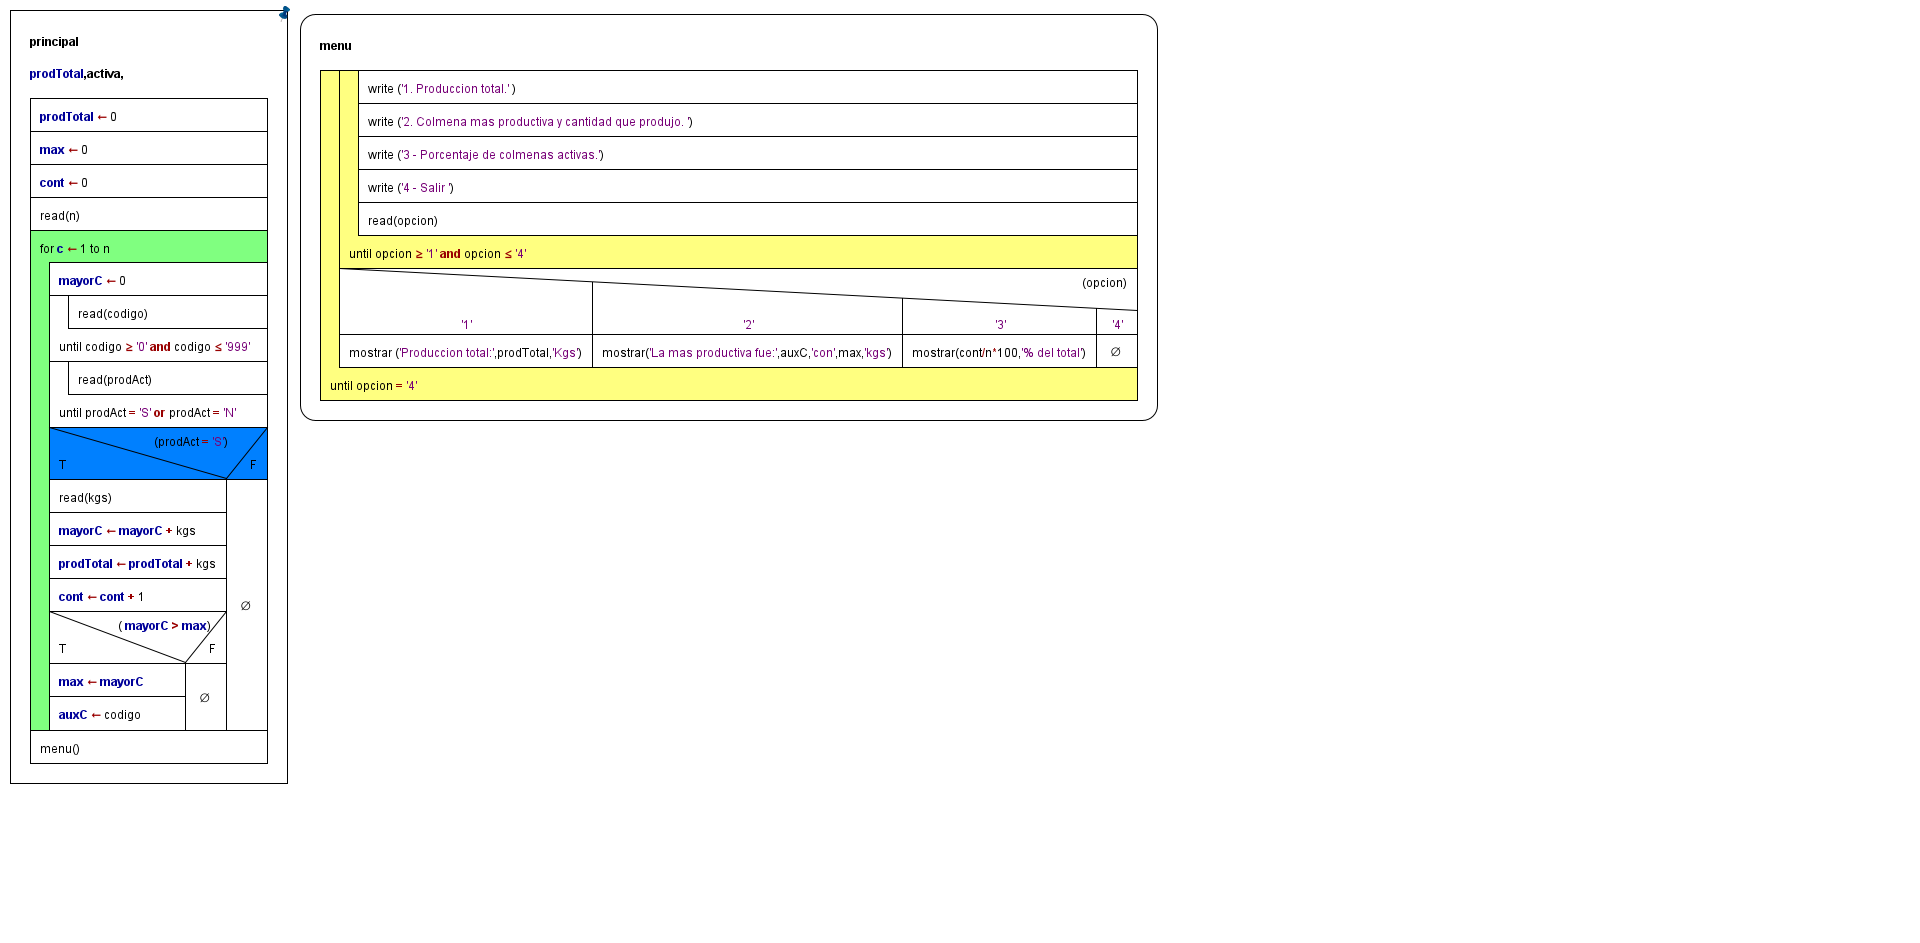 principal
prodTotal,activa,
prodTotal ← 0
max ← 0
cont ← 0
read(n)
for c ← 1 to n
mayorC ← 0
read(codigo)
until codigo ≥ '0' and codigo ≤ '999'
read(prodAct)
until prodAct = 'S' or prodAct = 'N'
(prodAct = 'S')
T F
read(kgs)
mayorC ← mayorC + kgs
prodTotal ← prodTotal + kgs
cont ← cont + 1
∅
( mayorC > max)
T F
max ← mayorC
∅
auxC ← codigo
menu()
menu
write ('1. Produccion total.' )
write ('2. Colmena mas productiva y cantidad que produjo. ')
write ('3 - Porcentaje de colmenas activas.')
write ('4 - Salir ')
read(opcion)
until opcion ≥ '1' and opcion ≤ '4'
(opcion)
'1' '2' '3' '4'
mostrar ('Produccion total:',prodTotal,'Kgs') mostrar('La mas productiva fue:',auxC,'con',max,'kgs') mostrar(cont/n*100,'% del total') ∅
until opcion = '4'